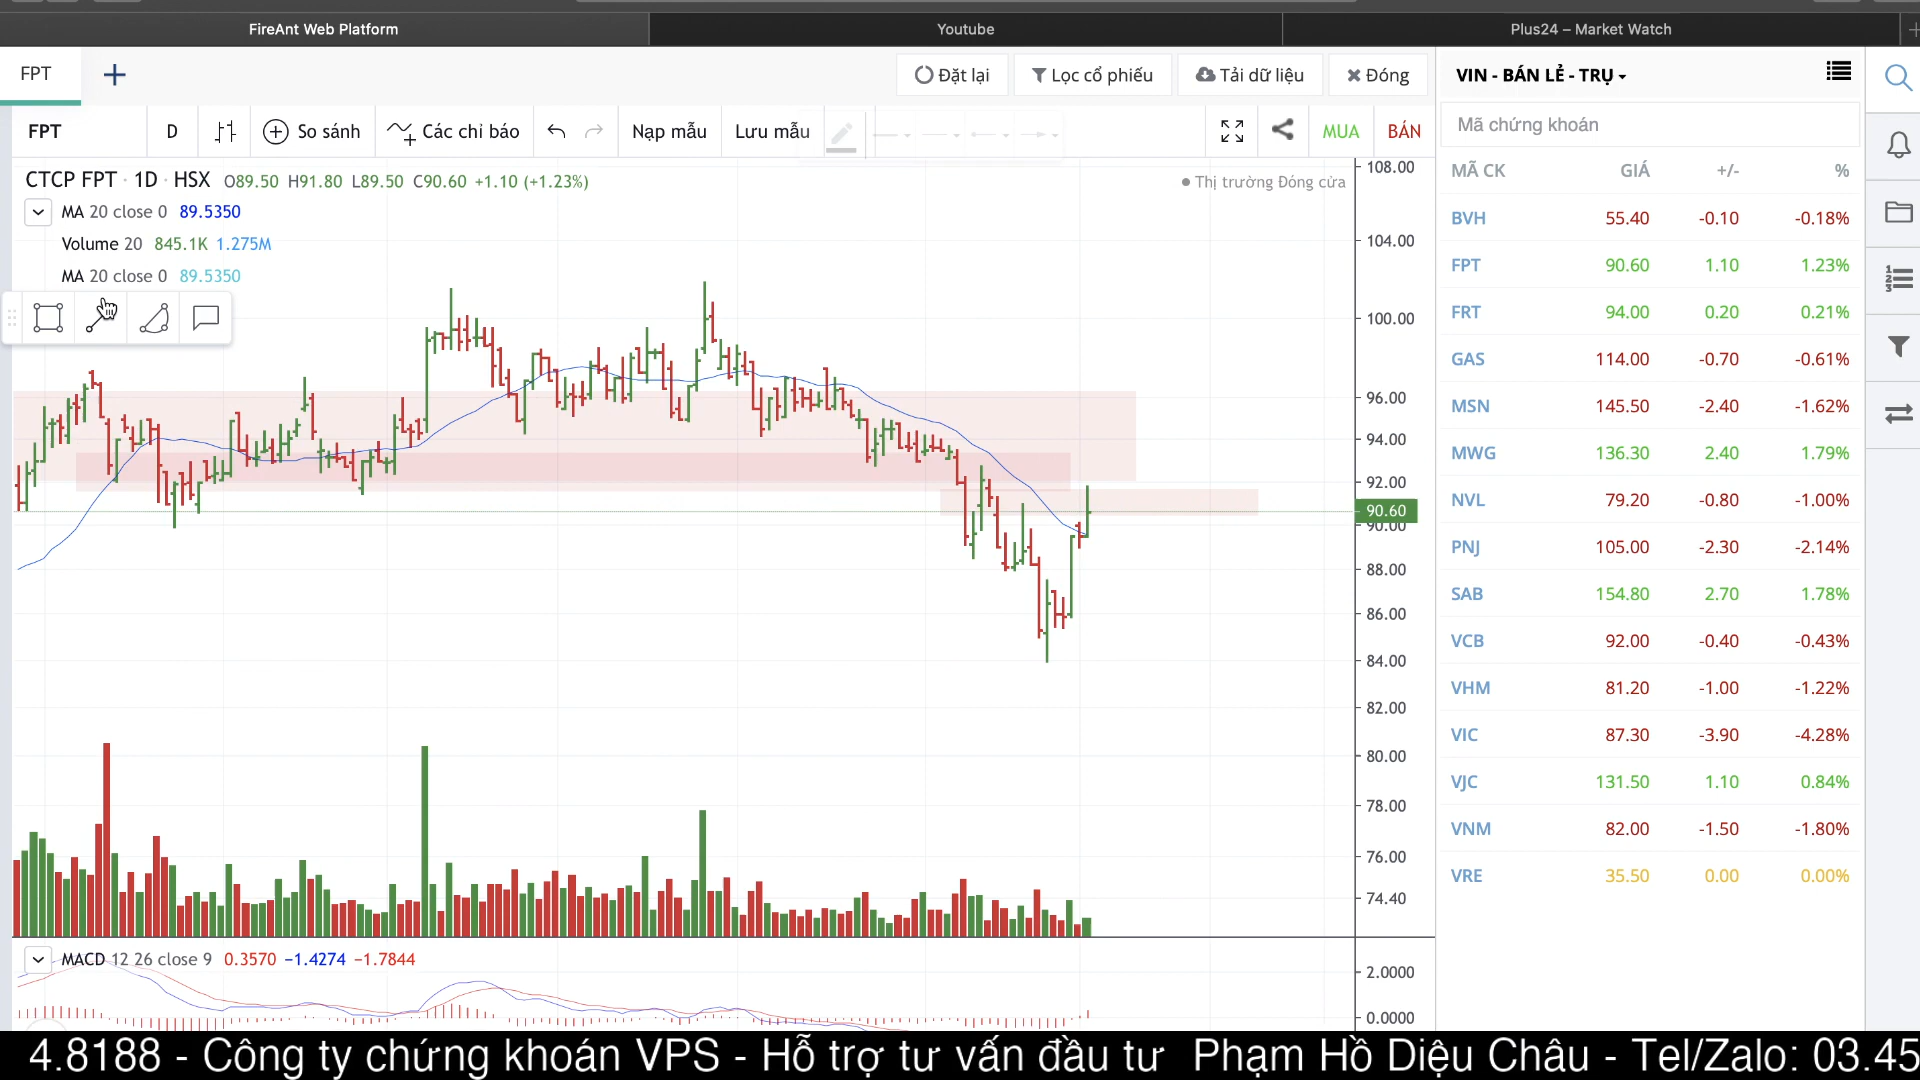 FireAnt Web Platform
Youtube
Plus24 – Market Watch
FPT
Đặt lại
Lọc cổ phiếu
Tải dữ liệu
Đóng
FPT
D
So sánh
Các chỉ báo
Nạp mẫu
Lưu mẫu
MUA
BÁN
CTCP FPT · 1D · HSX O89.50 H91.80 L89.50 C90.60 +1.10 (+1.23%)
Thị trường Đóng cửa
MA 20 close 0 89.5350
Volume 20 845.1K 1.275M
MA 20 close 0 89.5350
108.00
104.00
100.00
96.00
94.00
92.00
90.60
90.00
88.00
86.00
84.00
82.00
80.00
78.00
76.00
74.40
MACD 12 26 close 9 0.3570 −1.4274 −1.7844
2.0000
0.0000
VIN - BÁN LẺ - TRỤ
Mã chứng khoán
MÃ CK GIÁ +/- %
BVH 55.40 -0.10 -0.18%
FPT 90.60 1.10 1.23%
FRT 94.00 0.20 0.21%
GAS 114.00 -0.70 -0.61%
MSN 145.50 -2.40 -1.62%
MWG 136.30 2.40 1.79%
NVL 79.20 -0.80 -1.00%
PNJ 105.00 -2.30 -2.14%
SAB 154.80 2.70 1.78%
VCB 92.00 -0.40 -0.43%
VHM 81.20 -1.00 -1.22%
VIC 87.30 -3.90 -4.28%
VJC 131.50 1.10 0.84%
VNM 82.00 -1.50 -1.80%
VRE 35.50 0.00 0.00%
4.8188 - Công ty chứng khoán VPS - Hỗ trợ tư vấn đầu tư Phạm Hồ Diệu Châu - Tel/Zalo: 03.45